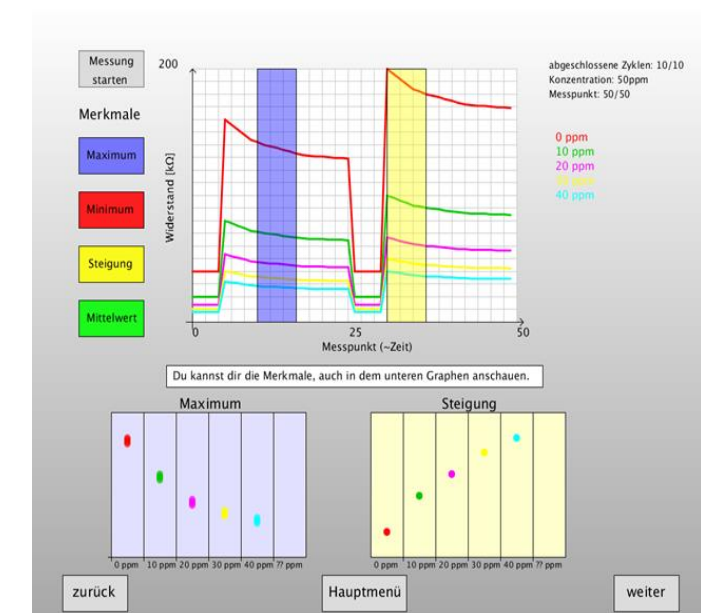 Messung
starten
Merkmale
Maximum
Minimum
Steigung
Mittelwert
200
Widerstand [kΩ]
0
25
50
Messpunkt (~Zeit)
abgeschlossene Zyklen: 10/10
Konzentration: 50ppm
Messpunkt: 50/50
0 ppm
10 ppm
20 ppm
30 ppm
40 ppm
Du kannst dir die Merkmale, auch in dem unteren Graphen anschauen.
Maximum
0 ppm 10 ppm 20 ppm 30 ppm 40 ppm ?? ppm
Steigung
0 ppm 10 ppm 20 ppm 30 ppm 40 ppm ?? ppm
zurück
Hauptmenü
weiter